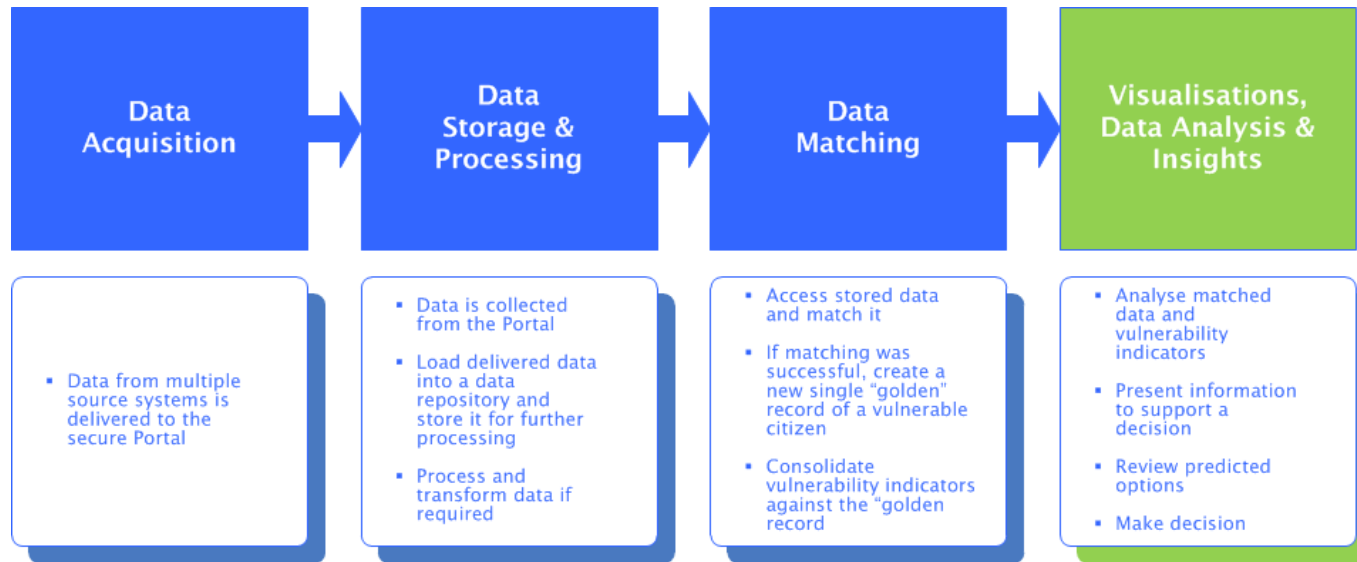 Data
Acquisition
Data
Storage &
Processing
Data
Matching
Visualisations,
Data Analysis &
Insights
▪ Data from multiple
source systems is
delivered to the
secure Portal
▪ Data is collected
from the Portal
▪ Load delivered data
into a data
repository and
store it for further
processing
▪ Process and
transform data if
required
▪ Access stored data
and match it
▪ If matching was
successful, create a
new single “golden”
record of a vulnerable
citizen
▪ Consolidate
vulnerability indicators
against the “golden
record
▪ Analyse matched
data and
vulnerability
indicators
▪ Present information
to support a
decision
▪ Review predicted
options
▪ Make decision